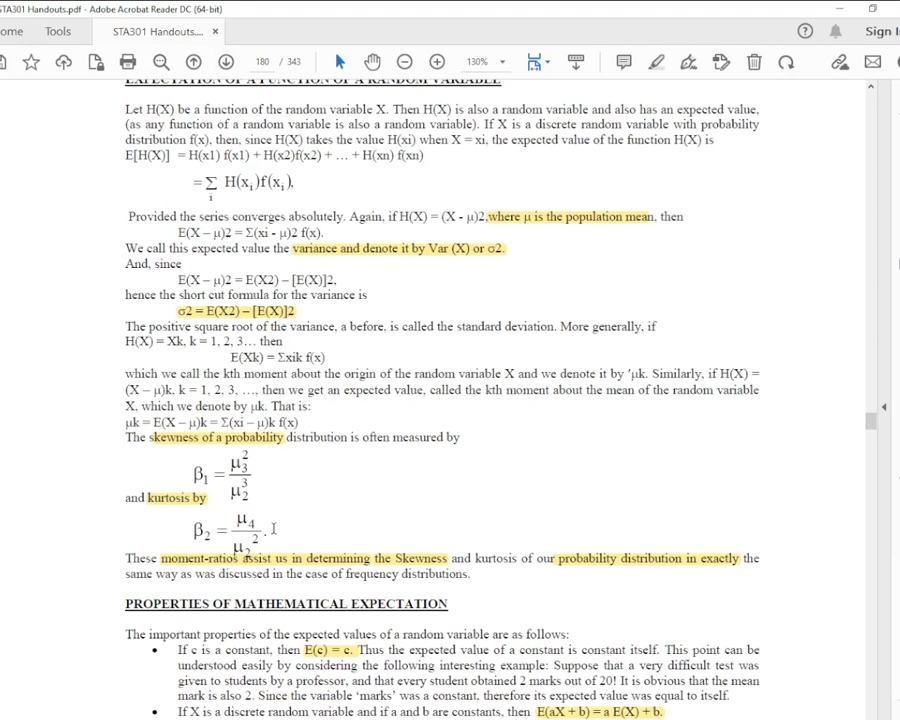 STA301 Handouts.pdf - Adobe Acrobat Reader DC (64-bit)
ome Tools STA301 Handouts.... × Sign I
180 / 343 130%
EXPECTATION OF A FUNCTION OF A RANDOM VARIABLE
Let H(X) be a function of the random variable X. Then H(X) is also a random variable and also has an expected value,
(as any function of a random variable is also a random variable). If X is a discrete random variable with probability
distribution f(x), then, since H(X) takes the value H(xi) when X = xi, the expected value of the function H(X) is
E[H(X)] = H(x1) f(x1) + H(x2)f(x2) + … + H(xn) f(xn)
= Σ H(xᵢ)f(xᵢ),
i
Provided the series converges absolutely. Again, if H(X) = (X - μ)2,where μ is the population mean, then
E(X – μ)2 = Σ(xi - μ)2 f(x).
We call this expected value the variance and denote it by Var (X) or σ2.
And, since
E(X – μ)2 = E(X2) – [E(X)]2,
hence the short cut formula for the variance is
σ2 = E(X2) – [E(X)]2
The positive square root of the variance, a before, is called the standard deviation. More generally, if
H(X) = Xk, k = 1, 2, 3… then
E(Xk) = Σxik f(x)
which we call the kth moment about the origin of the random variable X and we denote it by 'μk. Similarly, if H(X) =
(X – μ)k, k = 1, 2, 3, …, then we get an expected value, called the kth moment about the mean of the random variable
X, which we denote by μk. That is:
μk = E(X – μ)k = Σ(xi – μ)k f(x)
The skewness of a probability distribution is often measured by
β₁ = μ₃² / μ₂³
and kurtosis by
β₂ = μ₄ / μ₂² .
These moment-ratios assist us in determining the Skewness and kurtosis of our probability distribution in exactly the
same way as was discussed in the case of frequency distributions.
PROPERTIES OF MATHEMATICAL EXPECTATION
The important properties of the expected values of a random variable are as follows:
• If c is a constant, then E(c) = c. Thus the expected value of a constant is constant itself. This point can be
understood easily by considering the following interesting example: Suppose that a very difficult test was
given to students by a professor, and that every student obtained 2 marks out of 20! It is obvious that the mean
mark is also 2. Since the variable ‘marks’ was a constant, therefore its expected value was equal to itself.
• If X is a discrete random variable and if a and b are constants, then E(aX + b) = a E(X) + b.